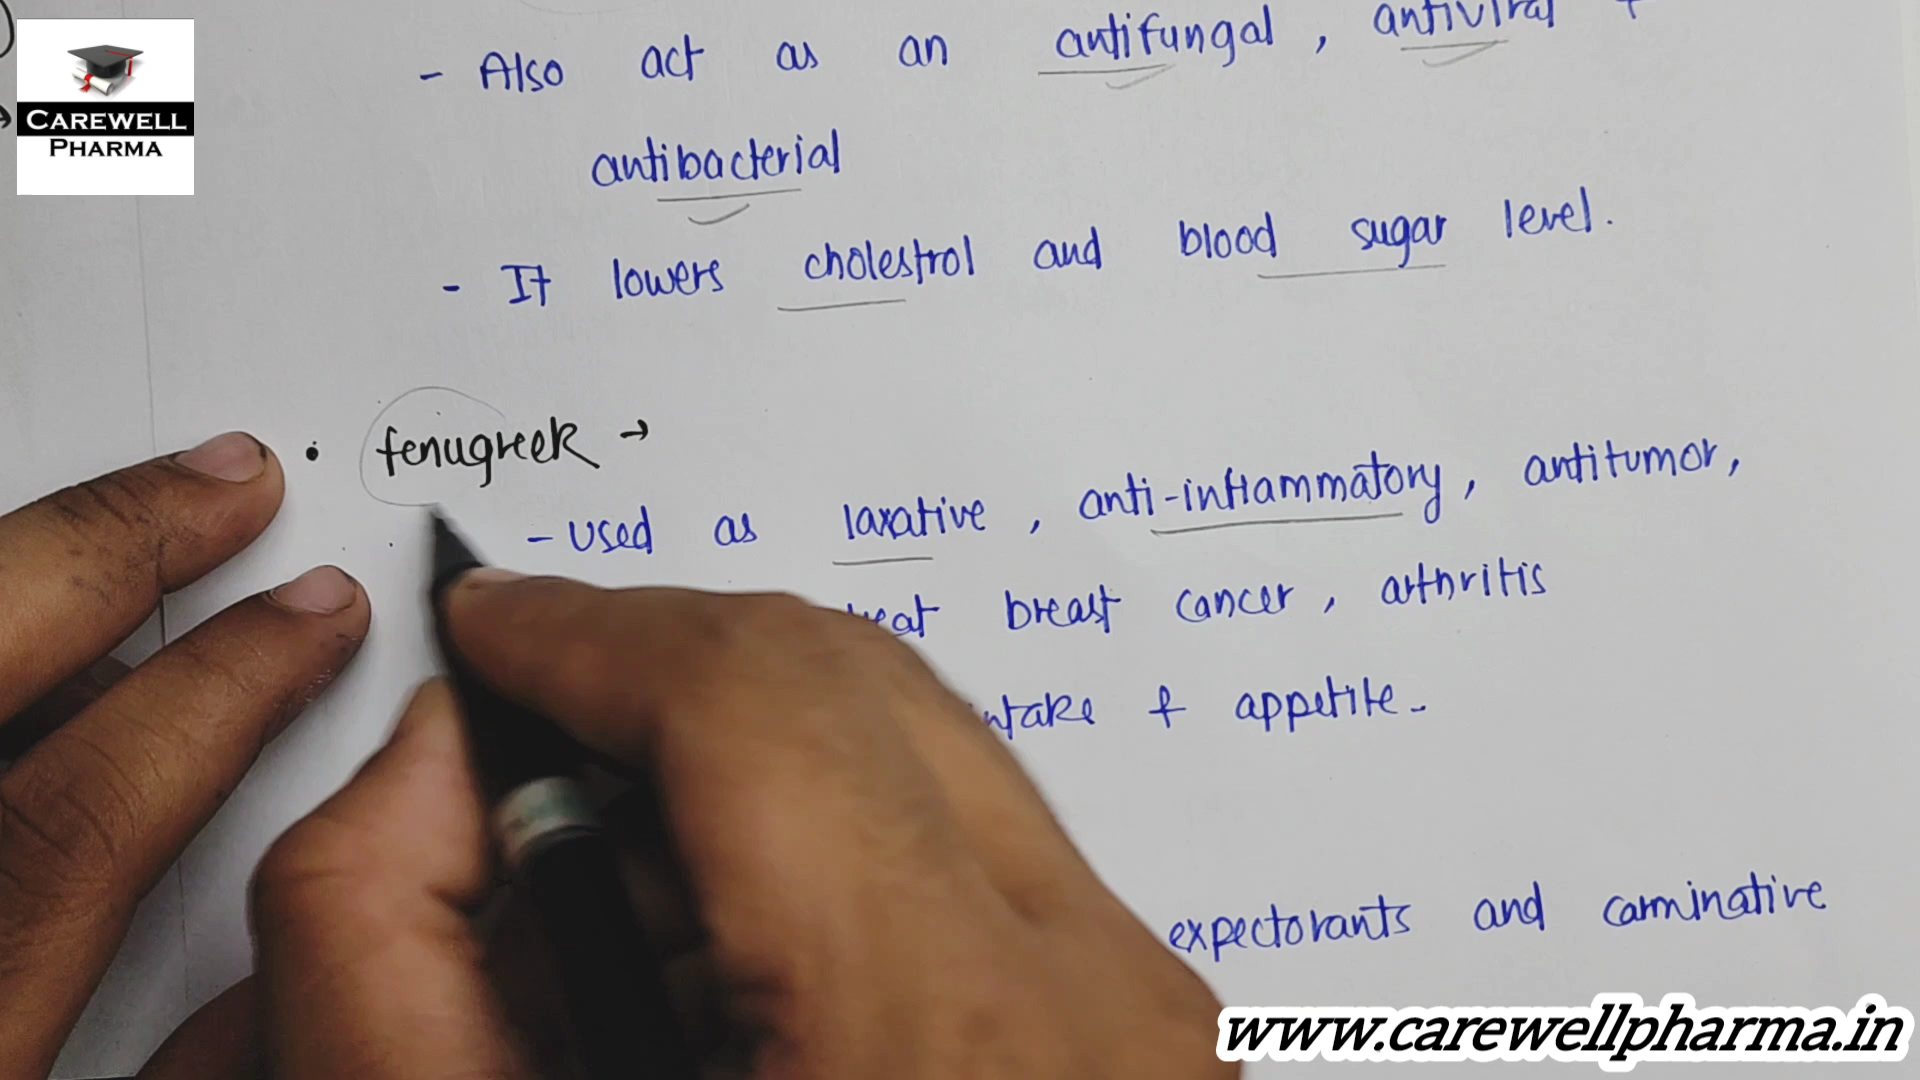 CAREWELL
PHARMA
- Also act as an antifungal, antiviral +
antibacterial
- It lowers cholestrol and blood sugar level.
• fenugreek →
- used as laxative, anti-inflammatory, antitumor,
breast cancer, arthritis
intake + appetite.
expectorants and carminative
www.carewellpharma.in